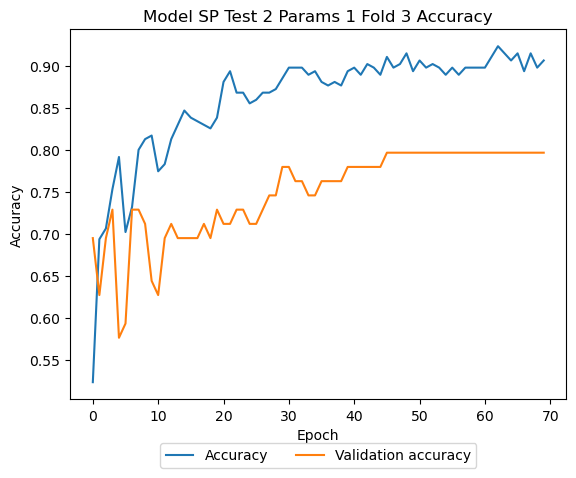 Model SP Test 2 Params 1 Fold 3 Accuracy
0.90
0.85
0.80
0.75
0.70
0.65
0.60
0.55
Accuracy
0 10 20 30 40 50 60 70
Epoch
Accuracy Validation accuracy